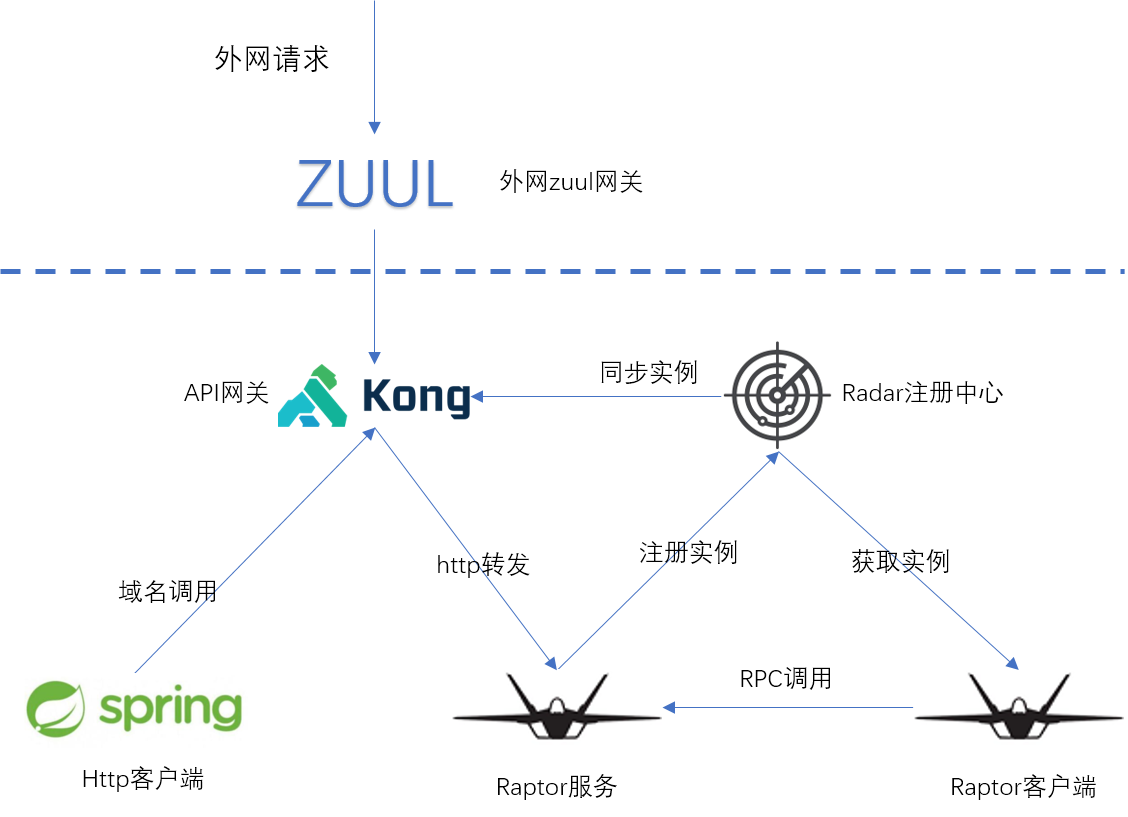 外网请求
ZUUL
外网zuul网关
API网关
Kong
同步实例
Radar注册中心
域名调用
http转发
注册实例
获取实例
spring
RPC调用
Http客户端
Raptor服务
Raptor客户端